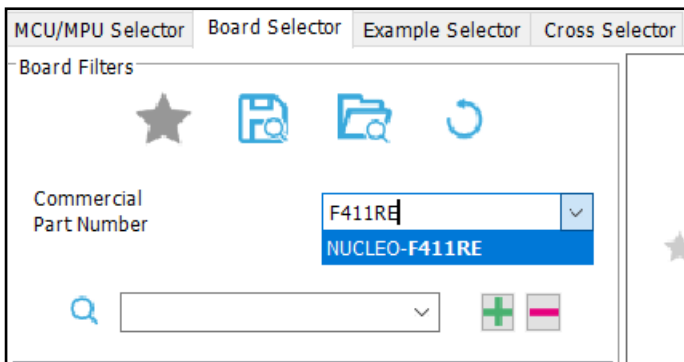 MCU/MPU Selector Board Selector Example Selector Cross Selector
Board Filters
Commercial
Part Number
F411RE
NUCLEO-F411RE